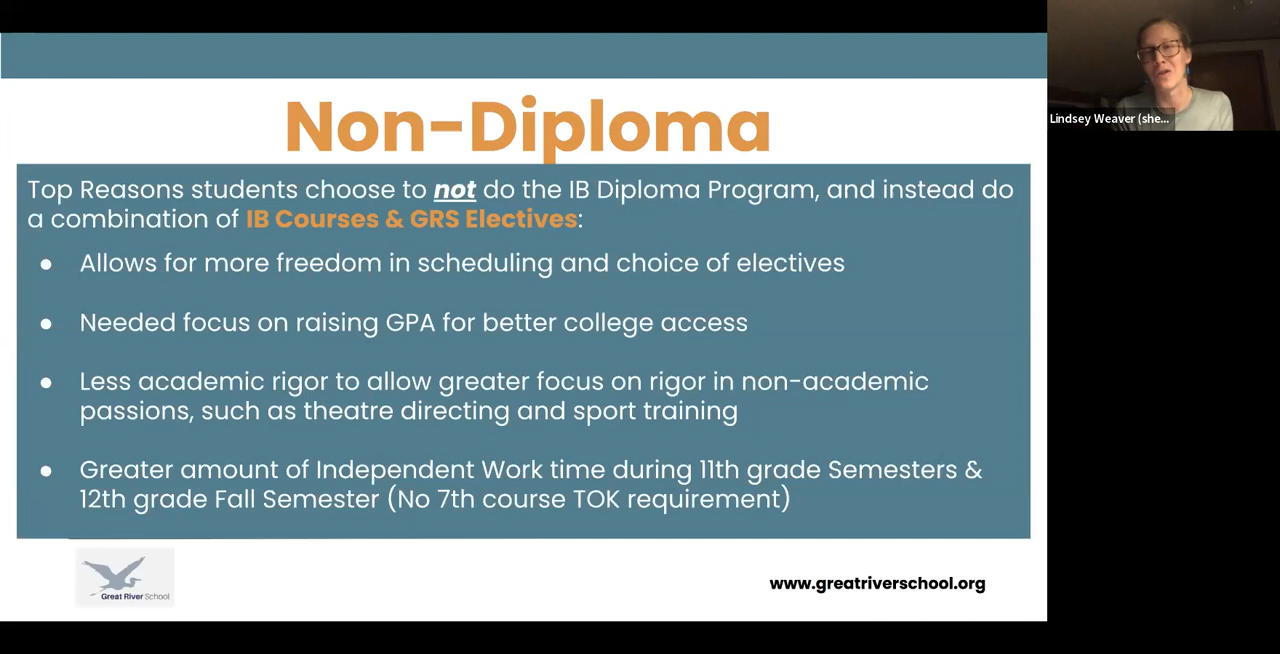 Non-Diploma
Top Reasons students choose to not do the IB Diploma Program, and instead do
a combination of IB Courses & GRS Electives:
● Allows for more freedom in scheduling and choice of electives
● Needed focus on raising GPA for better college access
● Less academic rigor to allow greater focus on rigor in non-academic
passions, such as theatre directing and sport training
● Greater amount of Independent Work time during 11th grade Semesters &
12th grade Fall Semester (No 7th course TOK requirement)
Great River School
www.greatriverschool.org
Lindsey Weaver (she...